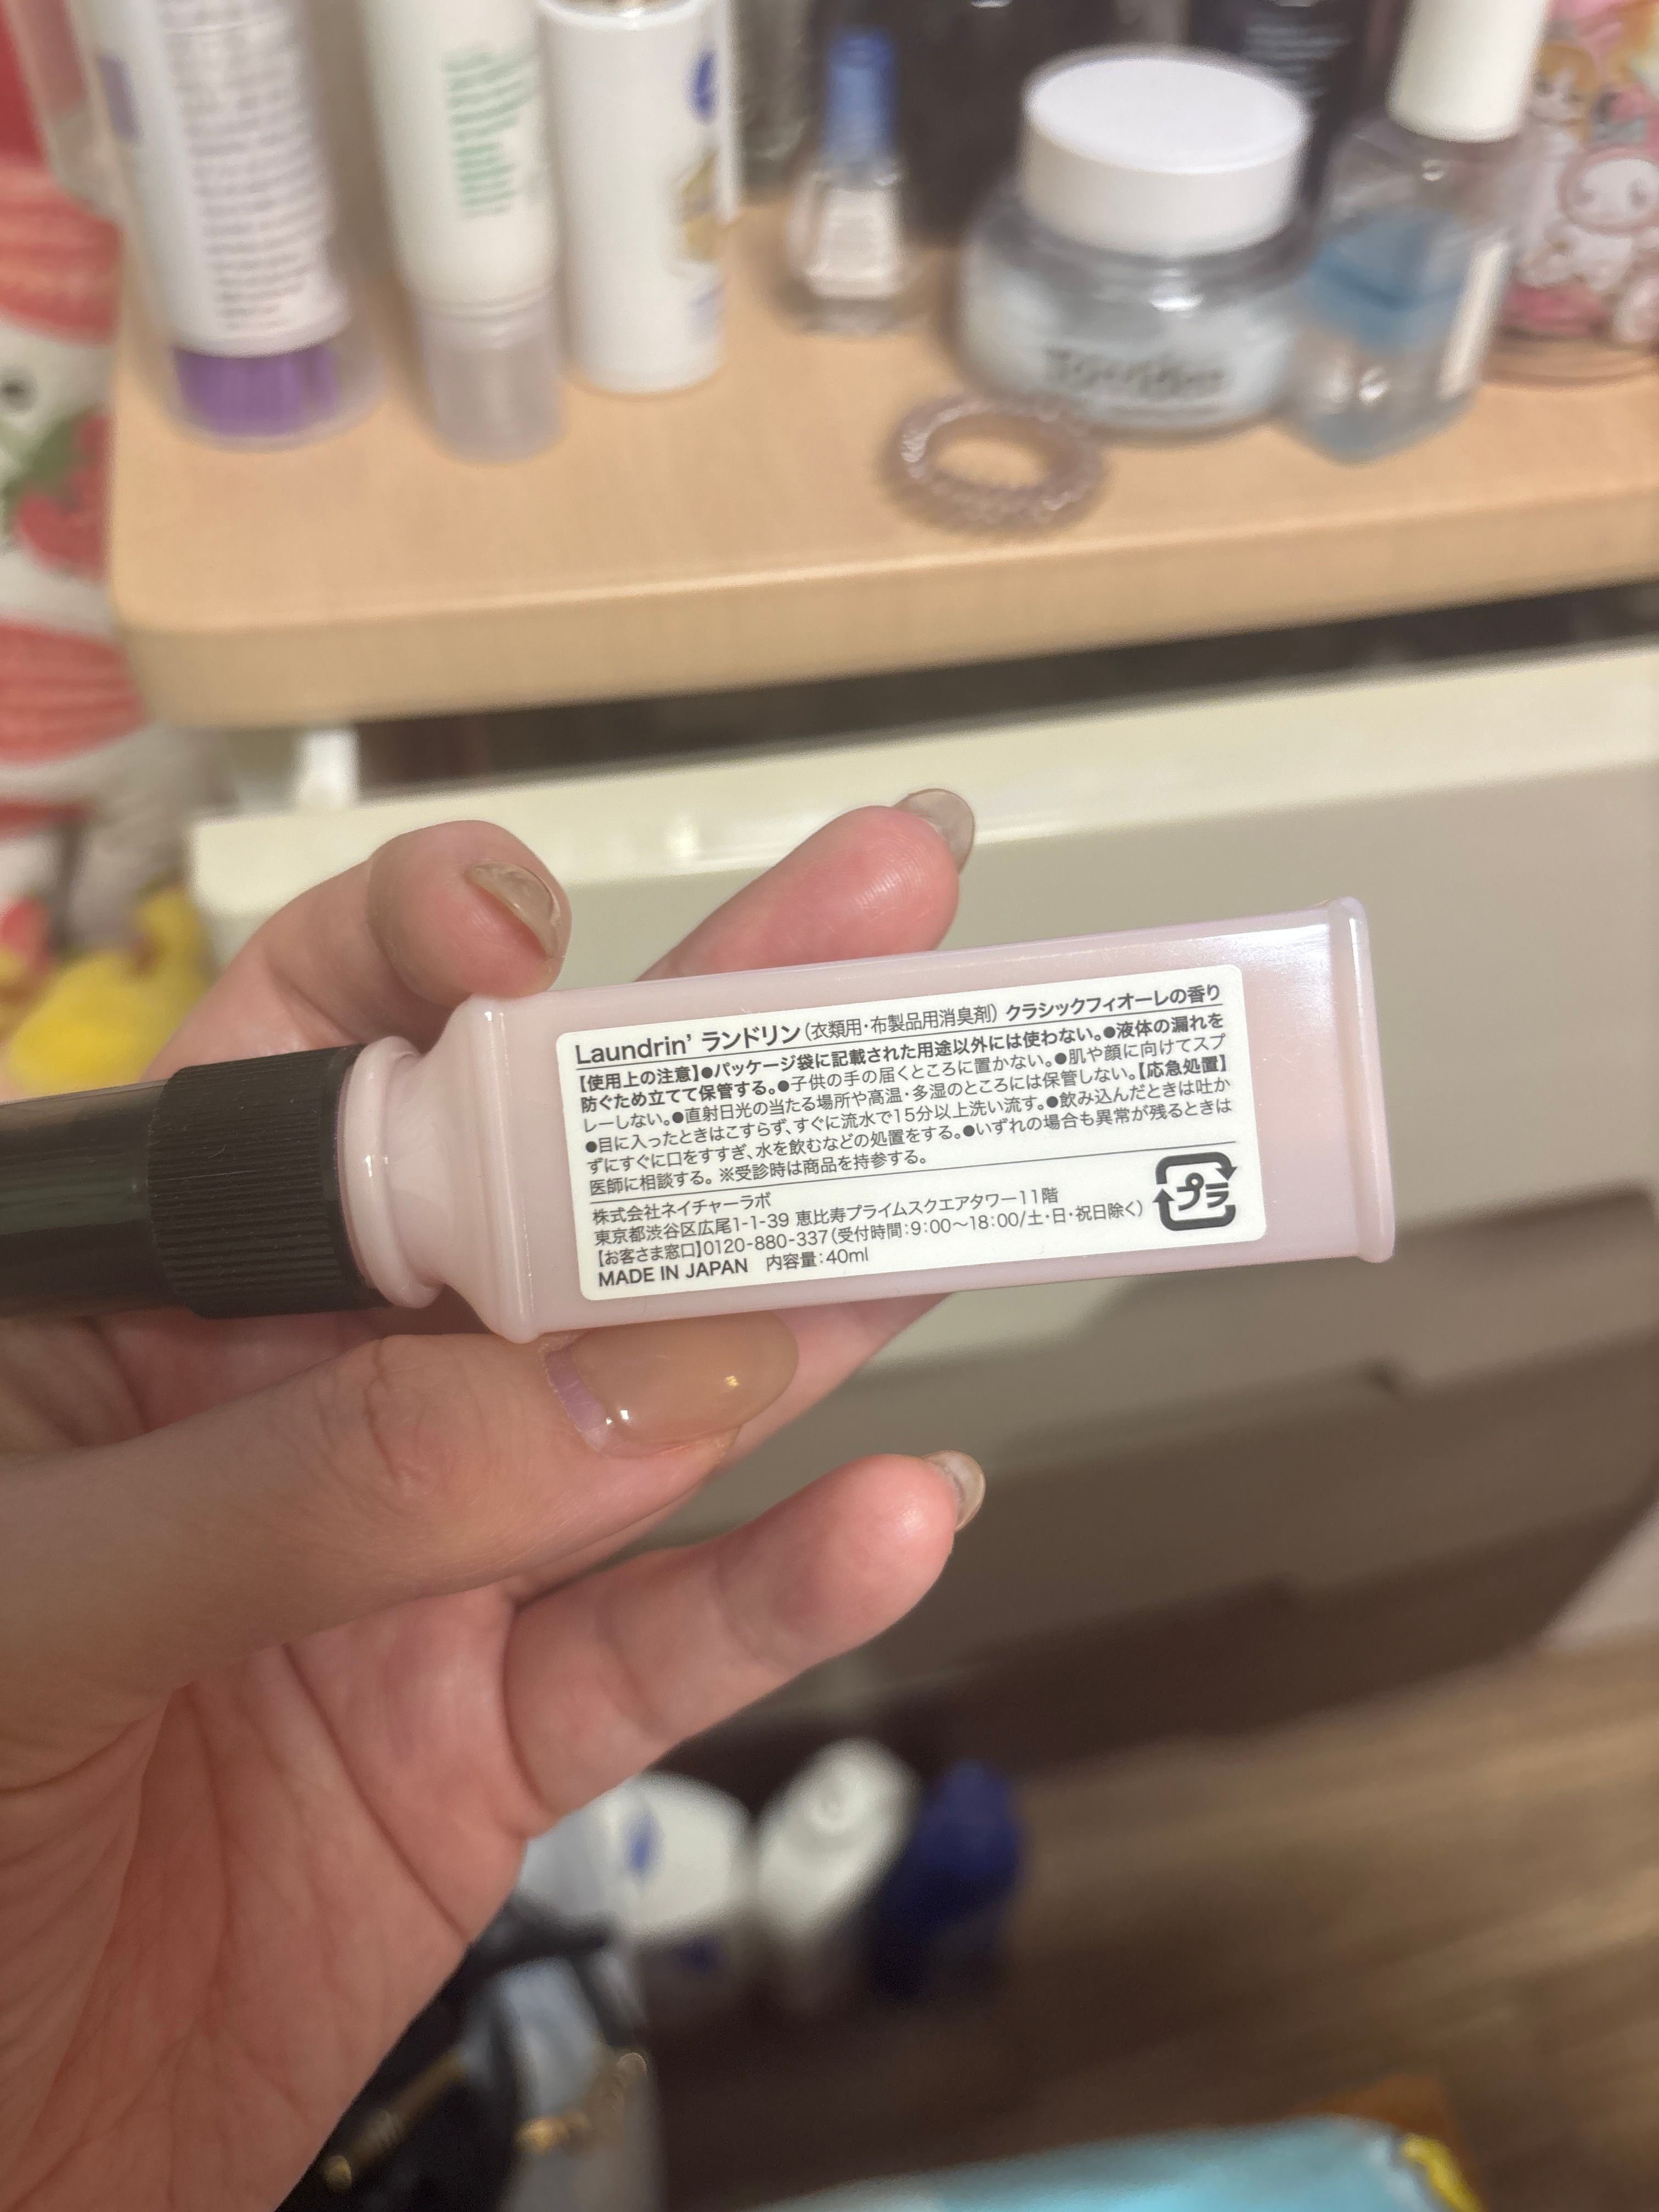 Laundrin' ランドリン(衣類用・布製品用消臭剤) クラシックフィオーレの香り
【使用上の注意】●パッケージ袋に記載された用途以外には使わない。●液体の漏れを
防ぐため立てて保管する。●子供の手の届くところに置かない。●肌や顔に向けてスプ
レーしない。●直射日光の当たる場所や高温・多湿のところには保管しない。【応急処置】
●目に入ったときはこすらず、すぐに流水で15分以上洗い流す。●飲み込んだときは吐か
ずにすぐに口をすすぎ、水を飲むなどの処置をする。●いずれの場合も異常が残るときは
医師に相談する。※受診時は商品を持参する。
株式会社ネイチャーラボ
東京都渋谷区広尾1-1-39 恵比寿プライムスクエアタワー11階
【お客さま窓口】0120-880-337(受付時間:9:00〜18:00/土・日・祝日除く)
MADE IN JAPAN 内容量:40ml
プラ